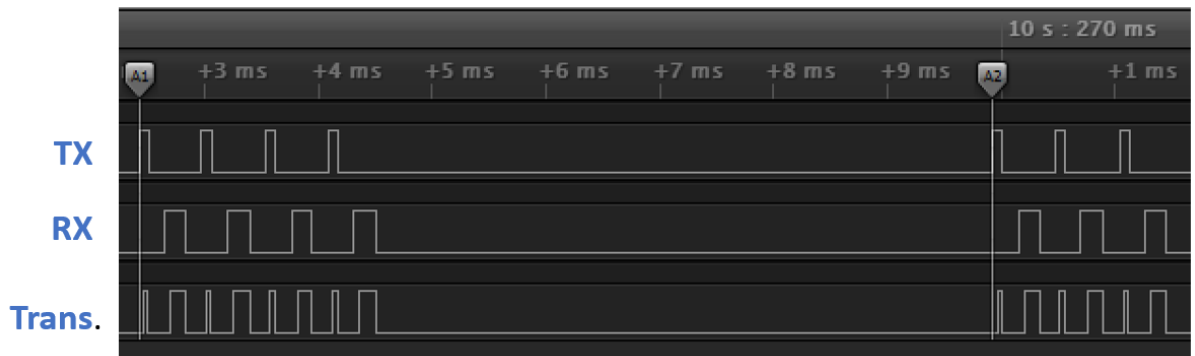 10 s : 270 ms
A1 +3 ms +4 ms +5 ms +6 ms +7 ms +8 ms +9 ms A2 +1 ms
TX
RX
Trans.